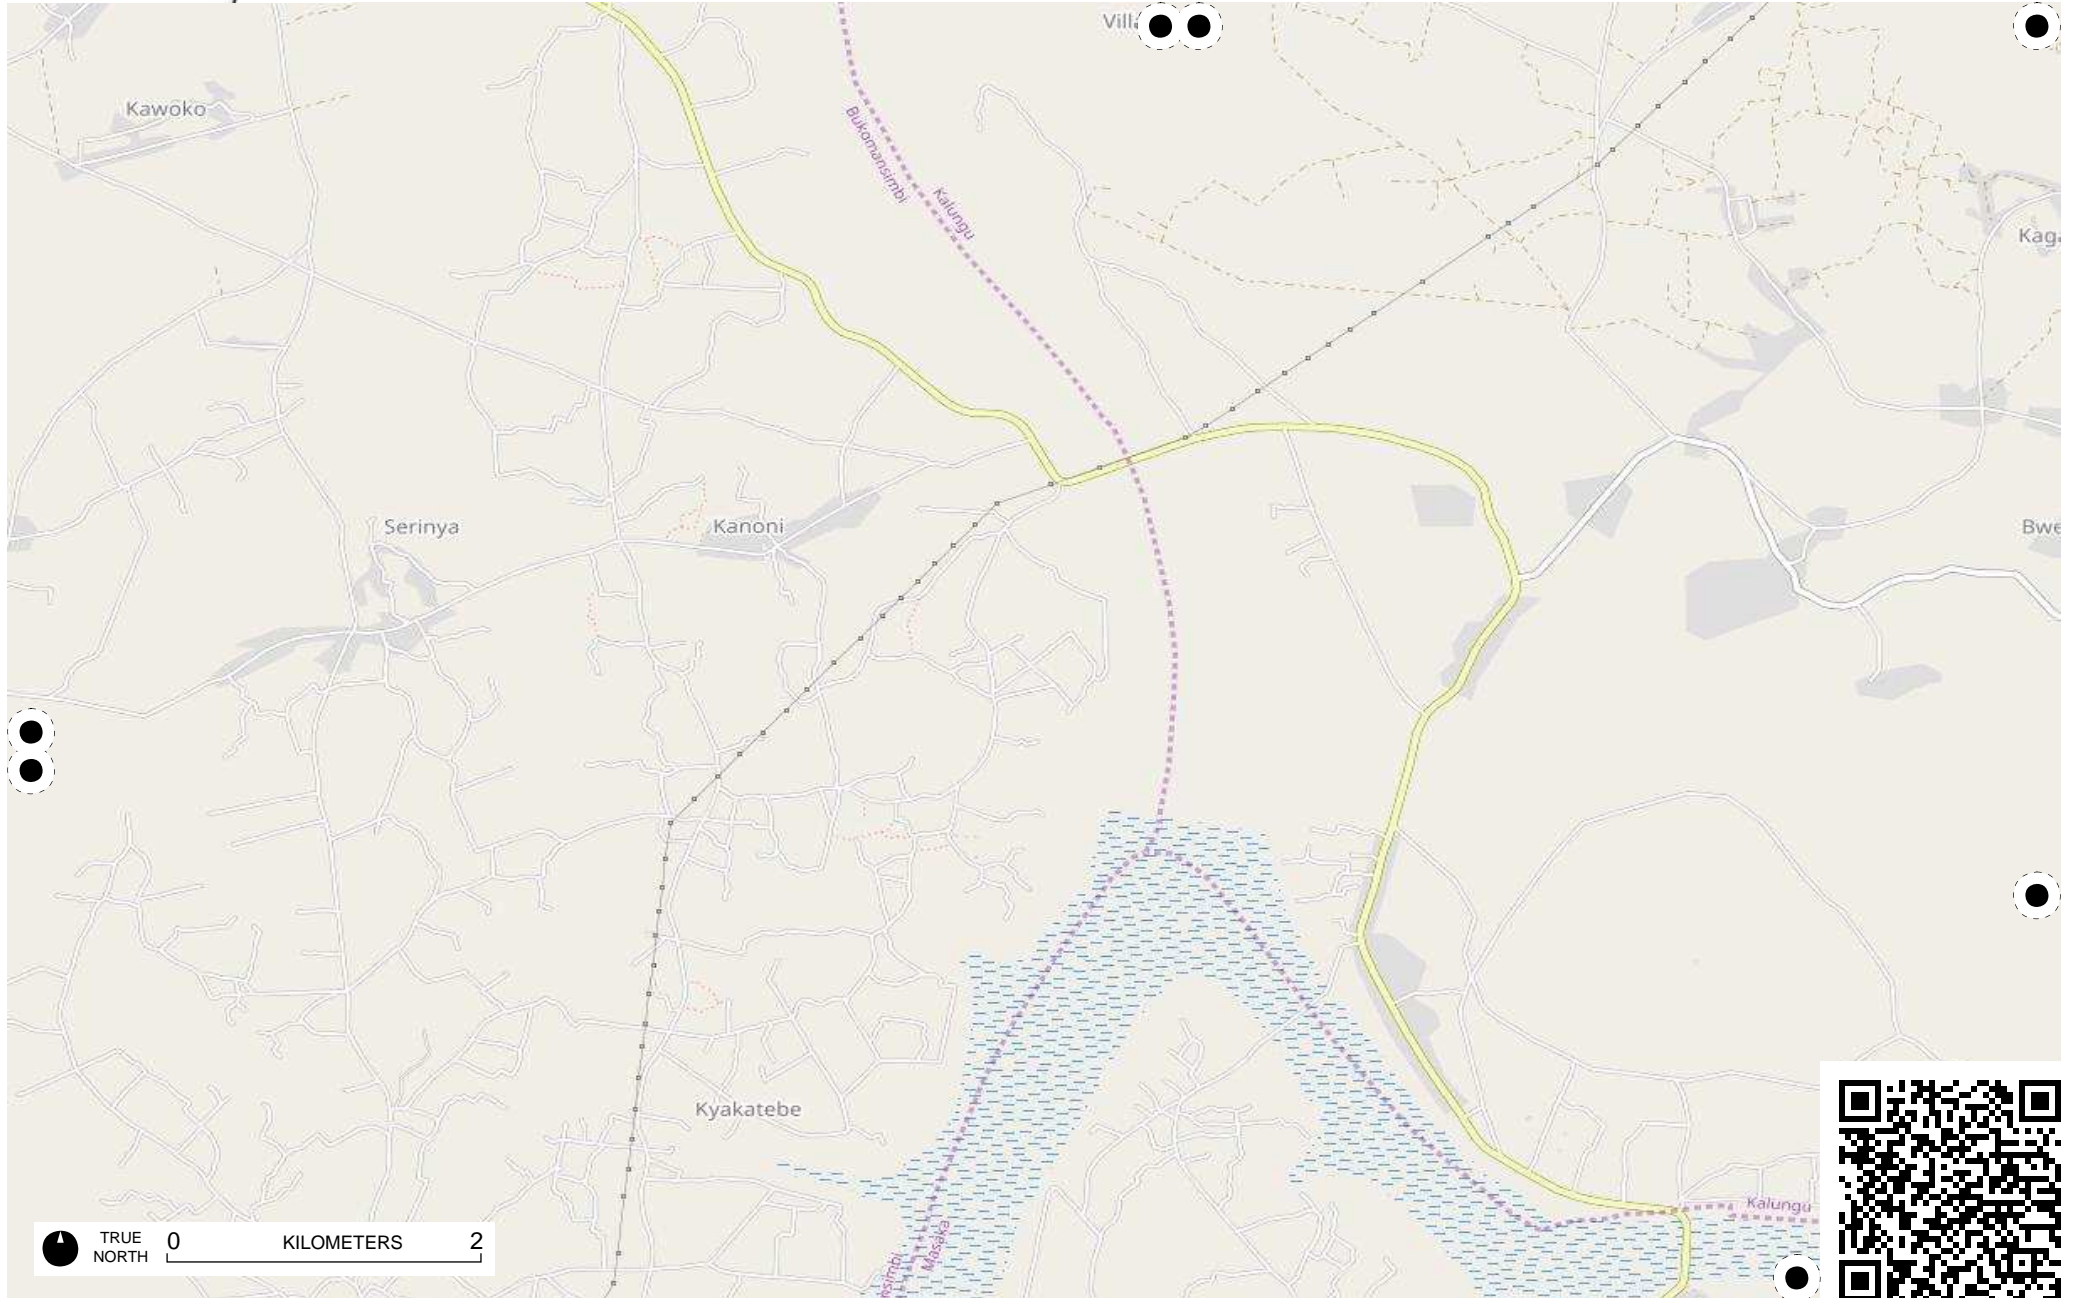 Kawoko
Bukomansimbi
Kalungu
Serinya
Kanoni
Kyakatebe
Kalungu
Masaka
TRUE
NORTH
0
KILOMETERS
2